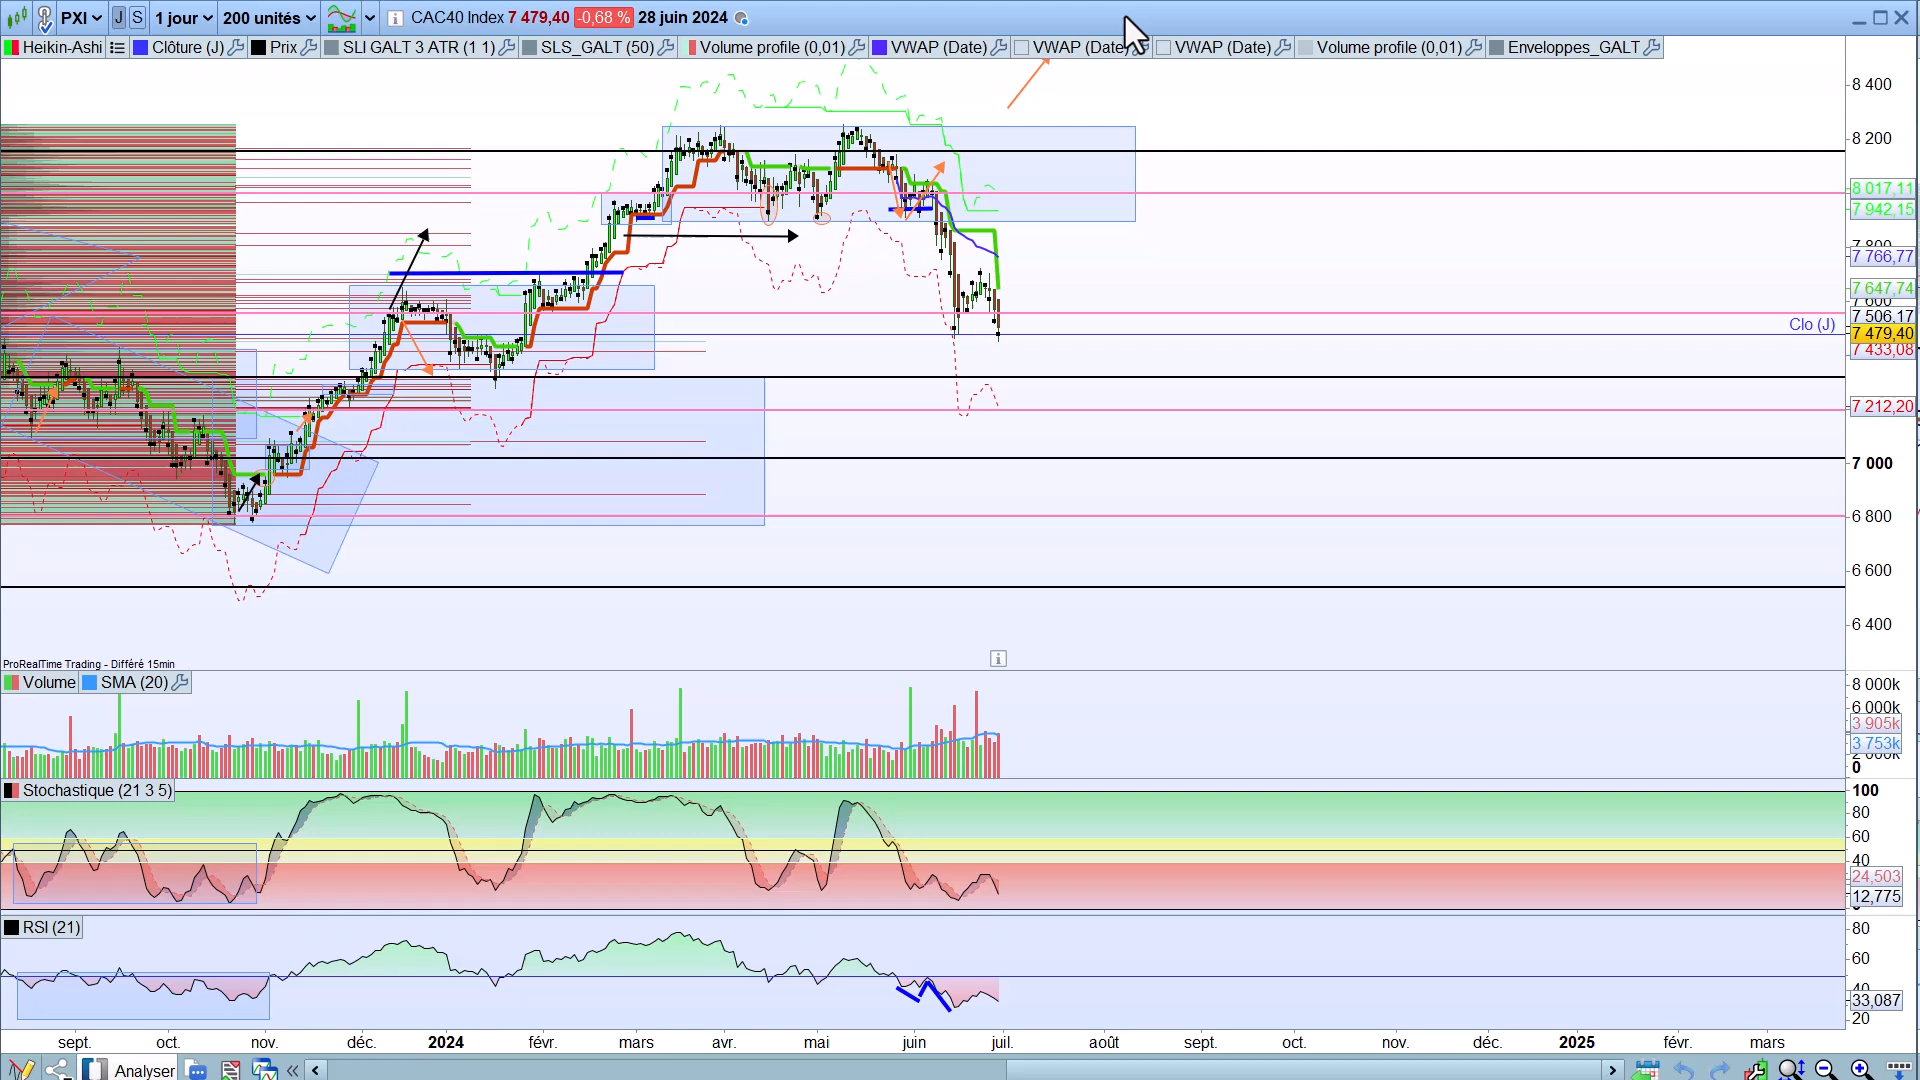 PXI J S 1 jour 200 unités CAC40 Index 7 479,40 -0,68 % 28 juin 2024
Heikin-Ashi Clôture (J) Prix SLI GALT 3 ATR (1 1) SLS_GALT (50) Volume profile (0,01) VWAP (Date) VWAP (Date) VWAP (Date) Volume profile (0,01) Enveloppes_GALT
8 400
8 200
8 017,11
7 942,15
7 800
7 766,77
7 647,74
7 600
7 506,17
Clo (J)
7 479,40
7 433,08
7 212,20
7 000
6 800
6 600
6 400
ProRealTime Trading - Différé 15min
Volume SMA (20)
8 000k
6 000k
3 905k
3 753k
2 000k
0
Stochastique (21 3 5)
100
80
60
40
24,503
12,775
RSI (21)
80
60
40
33,087
20
sept. oct. nov. déc. 2024 févr. mars avr. mai juin juil. août sept. oct. nov. déc. 2025 févr. mars
Analyser